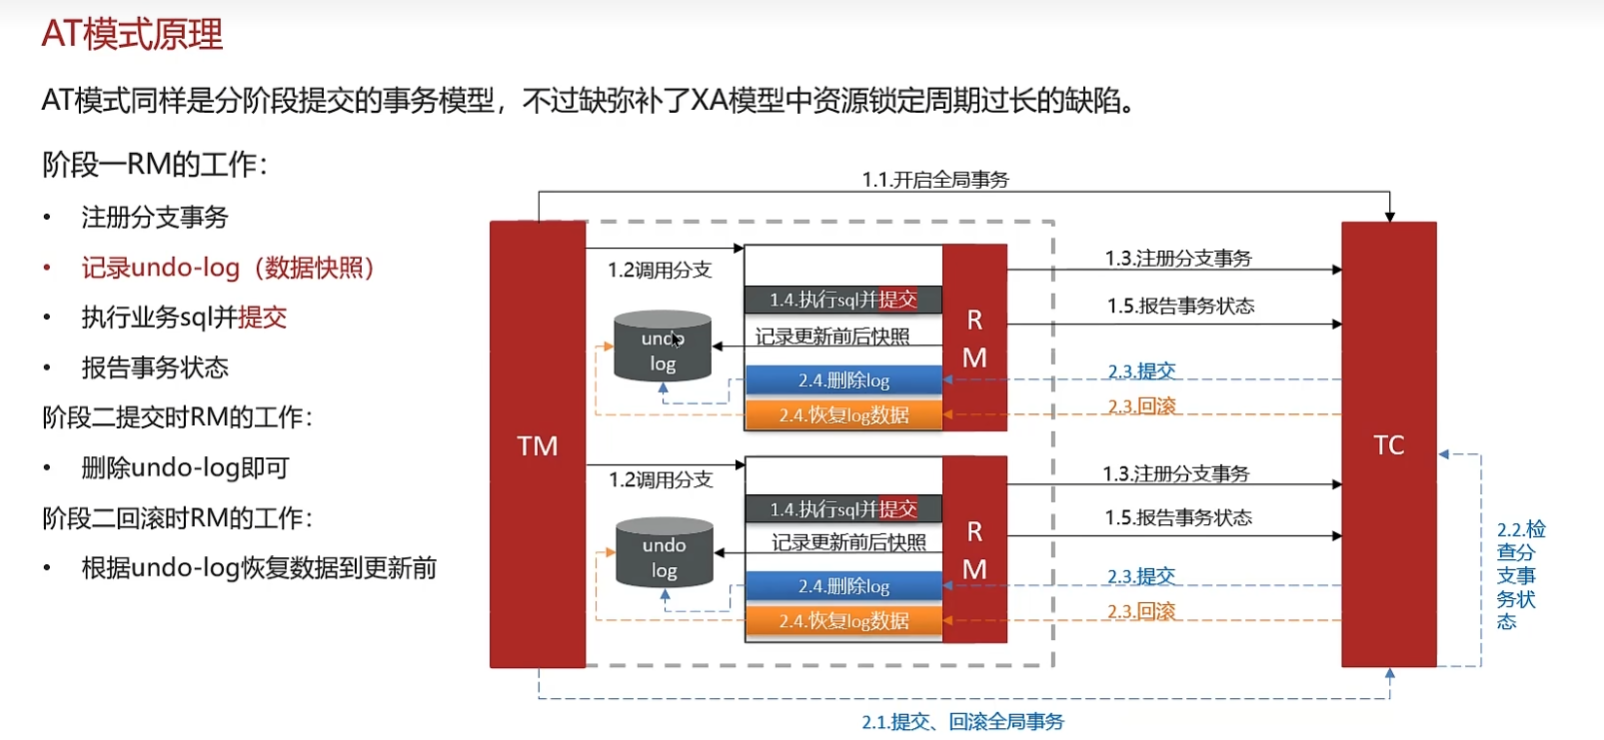 AT模式原理
AT模式同样是分阶段提交的事务模型，不过缺弥补了XA模型中资源锁定周期过长的缺陷。
阶段一RM的工作：
• 注册分支事务
• 记录undo-log（数据快照）
• 执行业务sql并提交
• 报告事务状态
阶段二提交时RM的工作：
• 删除undo-log即可
阶段二回滚时RM的工作：
• 根据undo-log恢复数据到更新前
1.1.开启全局事务
TM
1.2调用分支
undo
log
1.4.执行sql并提交
记录更新前后快照
2.4.删除log
2.4.恢复log数据
R
M
1.3.注册分支事务
1.5.报告事务状态
2.3.提交
2.3.回滚
1.2调用分支
undo
log
1.4.执行sql并提交
记录更新前后快照
2.4.删除log
2.4.恢复log数据
R
M
1.3.注册分支事务
1.5.报告事务状态
2.3.提交
2.3.回滚
TC
2.2.检
查分
支事
务状
态
2.1.提交、回滚全局事务